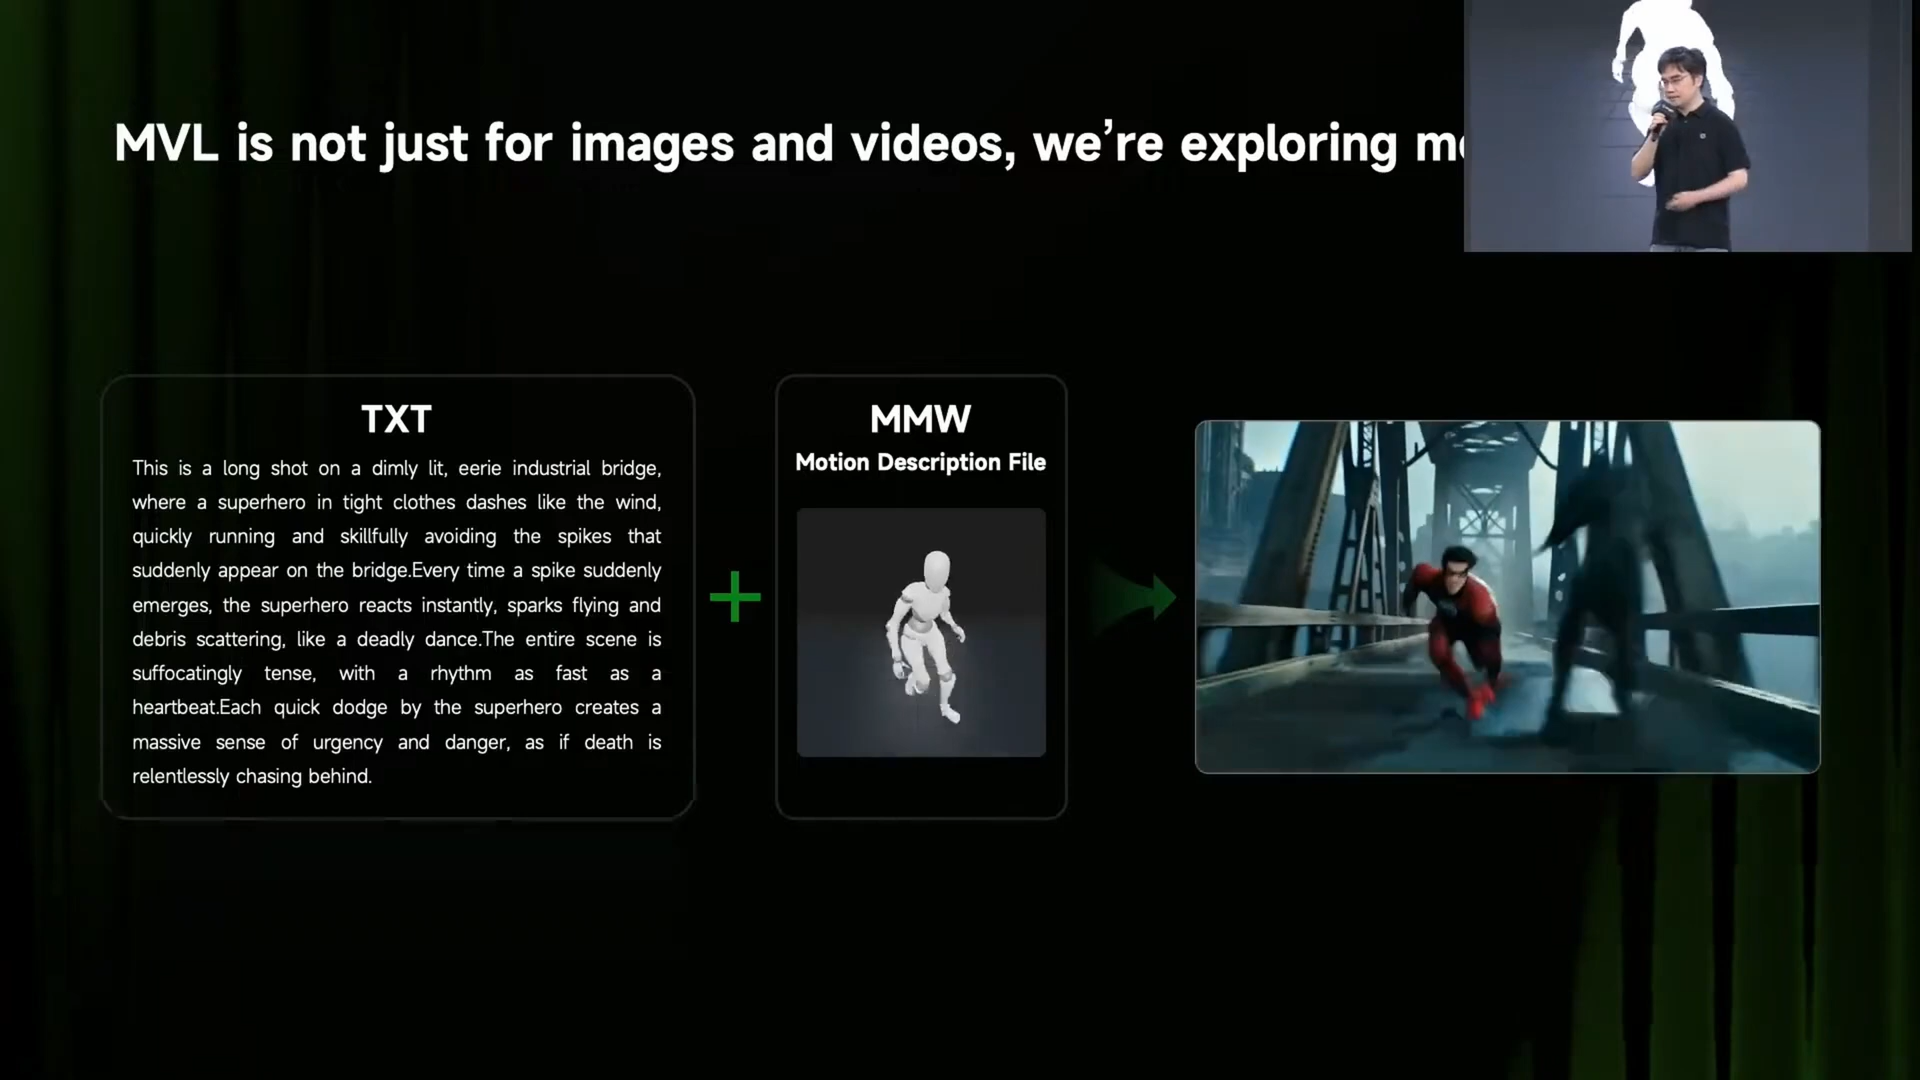 MVL is not just for images and videos, we’re exploring
TXT
This is a long shot on a dimly lit, eerie industrial bridge,
where a superhero in tight clothes dashes like the wind,
quickly running and skillfully avoiding the spikes that
suddenly appear on the bridge.Every time a spike suddenly
emerges, the superhero reacts instantly, sparks flying and
debris scattering, like a deadly dance.The entire scene is
suffocatingly tense, with a rhythm as fast as a
heartbeat.Each quick dodge by the superhero creates a
massive sense of urgency and danger, as if death is
relentlessly chasing behind.
MMW
Motion Description File